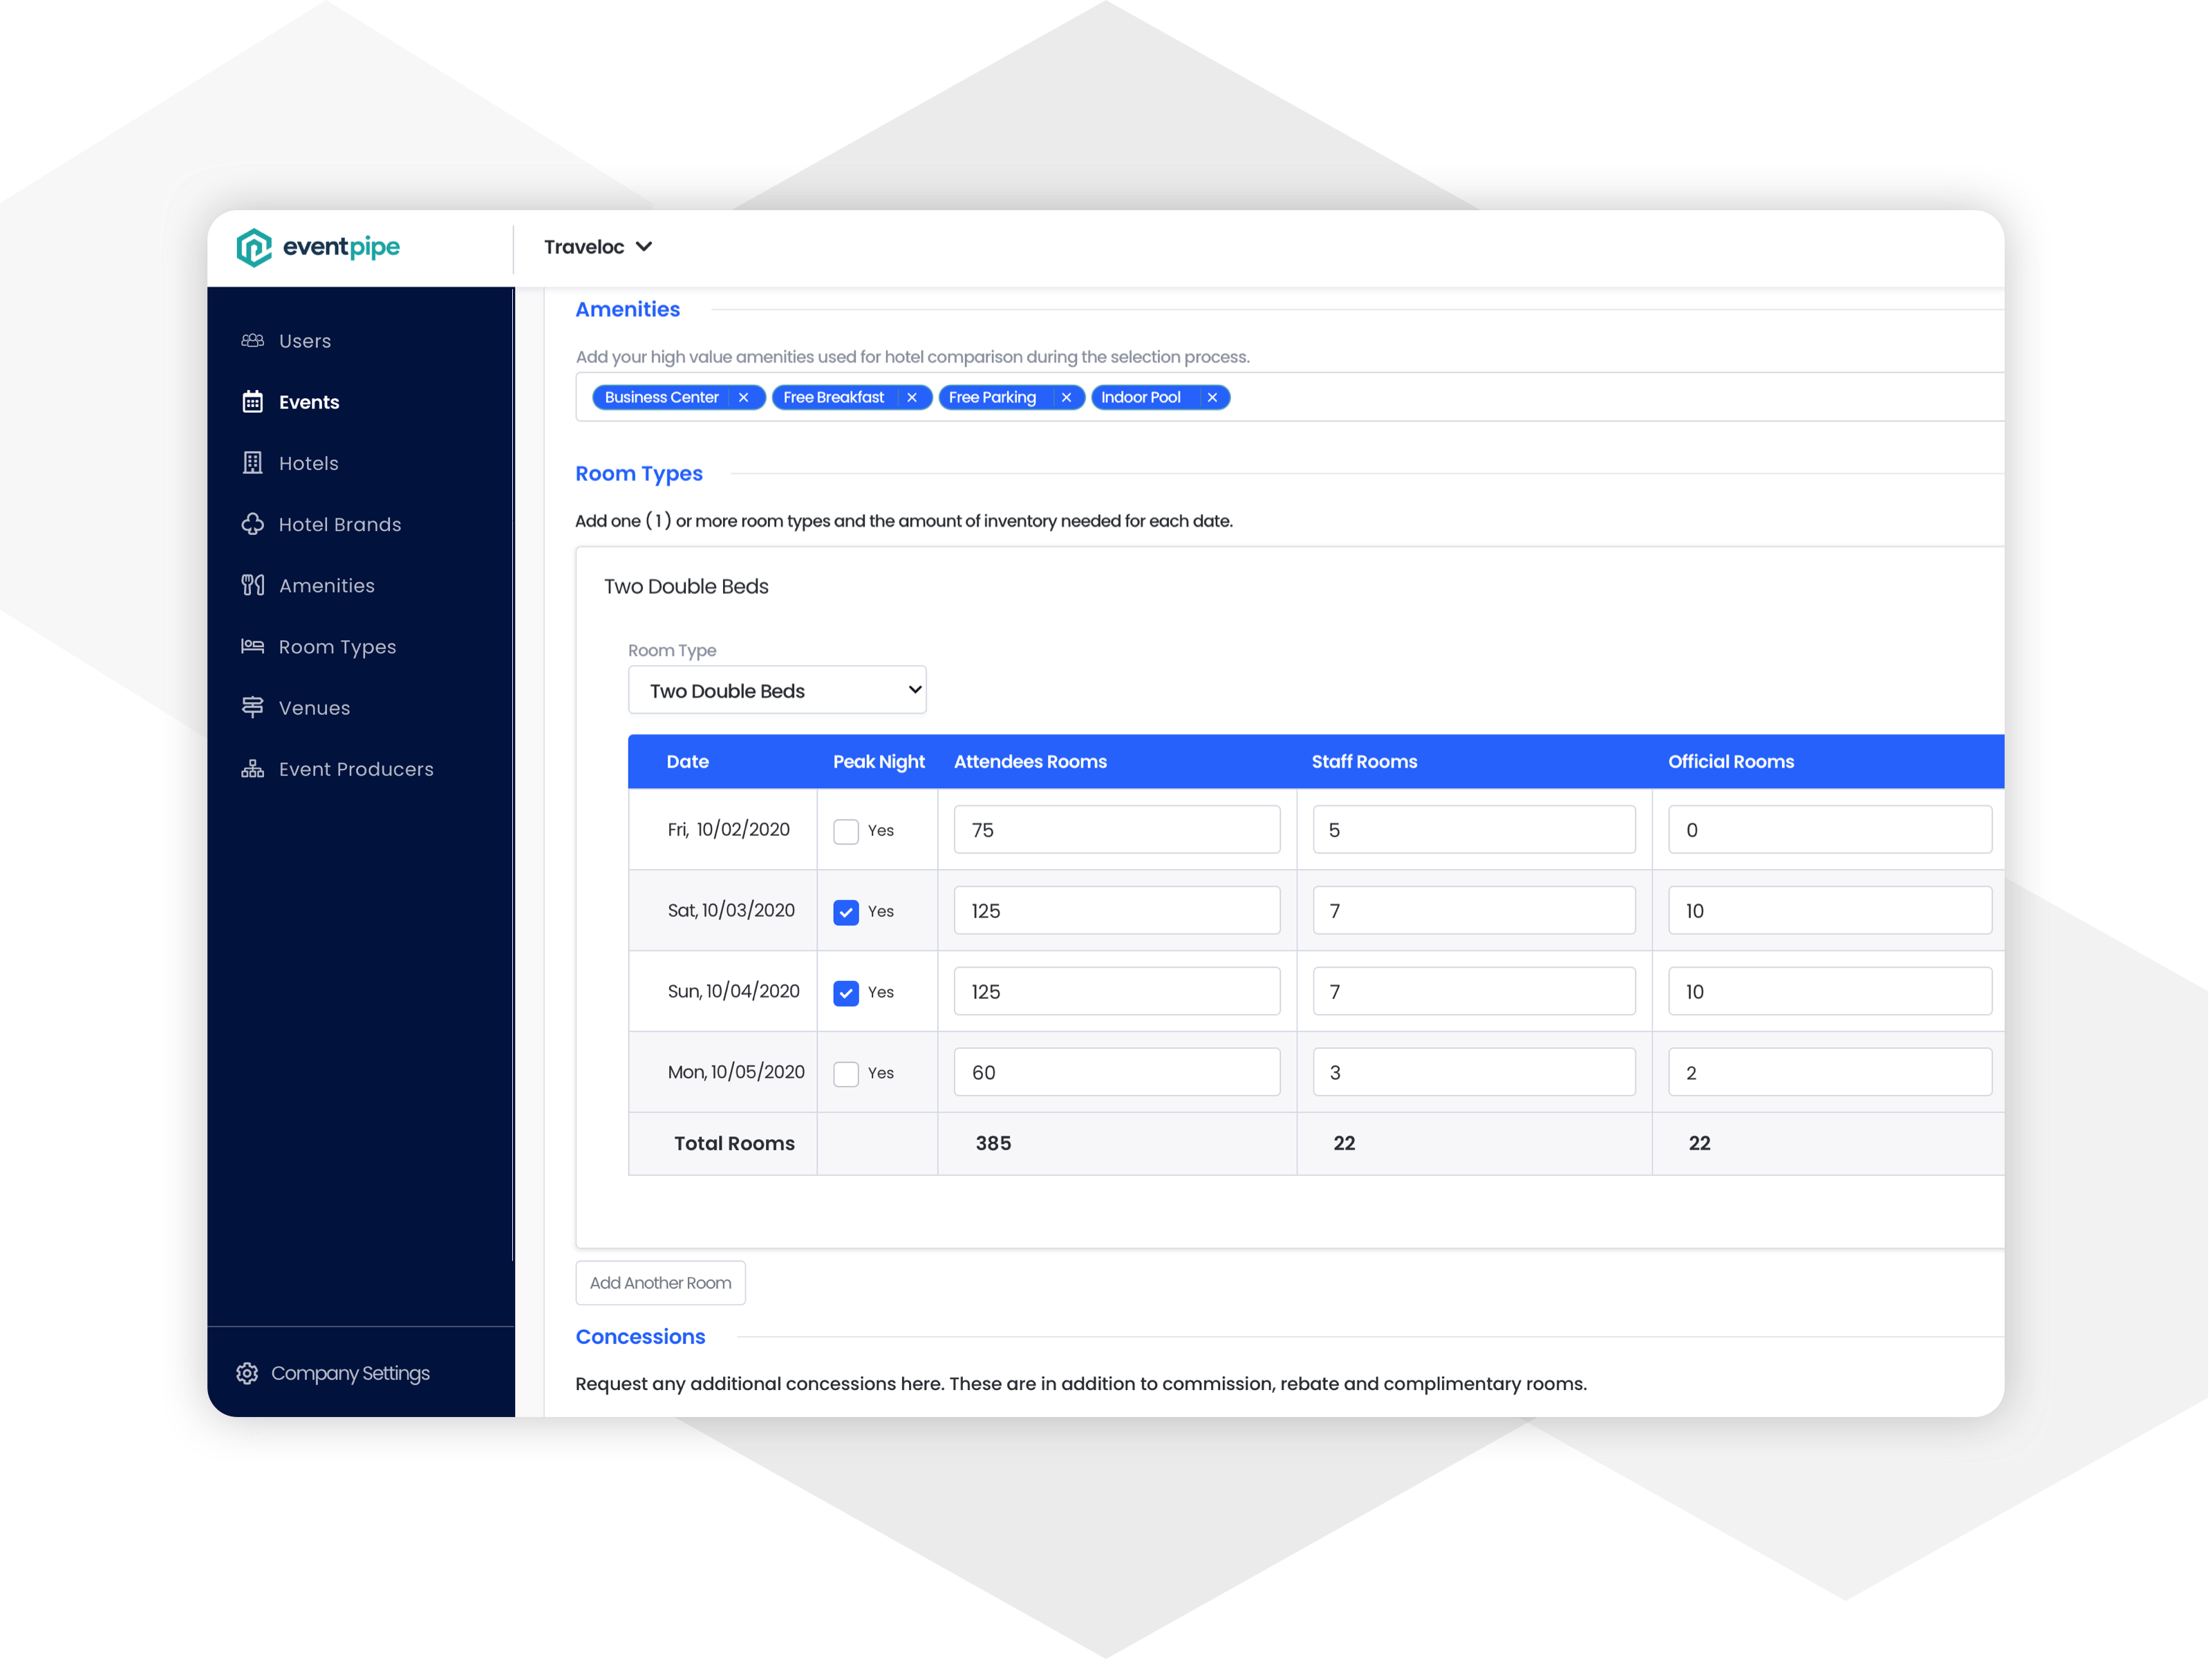 eventpipe
Traveloc
Users
Events
Hotels
Hotel Brands
Amenities
Room Types
Venues
Event Producers
Company Settings
Amenities
Add your high value amenities used for hotel comparison during the selection process.
Business Center Free Breakfast Free Parking Indoor Pool
Room Types
Add one ( 1 ) or more room types and the amount of inventory needed for each date.
Two Double Beds
Room Type
Two Double Beds
Date Peak Night Attendees Rooms Staff Rooms Official Rooms
Fri, 10/02/2020 Yes 75 5 0
Sat, 10/03/2020 Yes 125 7 10
Sun, 10/04/2020 Yes 125 7 10
Mon, 10/05/2020 Yes 60 3 2
Total Rooms 385 22 22
Add Another Room
Concessions
Request any additional concessions here. These are in addition to commission, rebate and complimentary rooms.